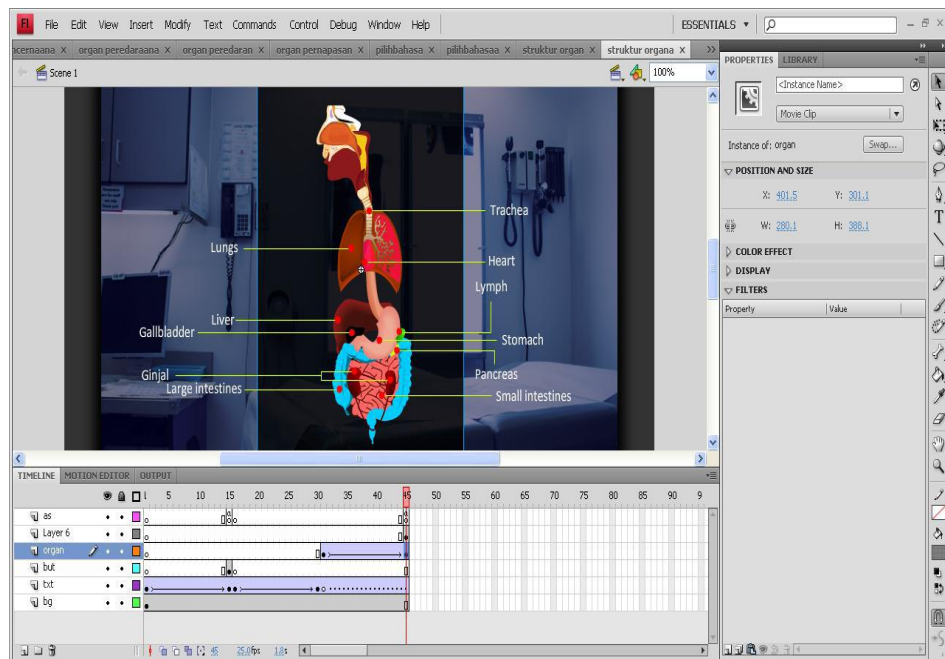 FL File Edit View Insert Modify Text Commands Control Debug Window Help ESSENTIALS
organ peredaraana x organ peredaran x organ pernapasan x pilihbahasa x pilihbahasaa x struktur organ x struktur organa x
Scene 1 100%
Trachea
Lungs
Heart
Lymph
Liver
Gallbladder
Stomach
Ginjal
Pancreas
Large intestines
Small intestines
PROPERTIES LIBRARY
<Instance Name>
Movie Clip
Instance of: organ Swap...
POSITION AND SIZE
X: 401.5 Y: 301.1
W: 280.1 H: 388.1
COLOR EFFECT
DISPLAY
FILTERS
Property Value
TIMELINE MOTION EDITOR OUTPUT
1 5 10 15 20 25 30 35 40 45 50 55 60 65 70 75 80 85 90 9
as
Layer 6
organ
but
txt
bg
45 25.0fps 1.8s